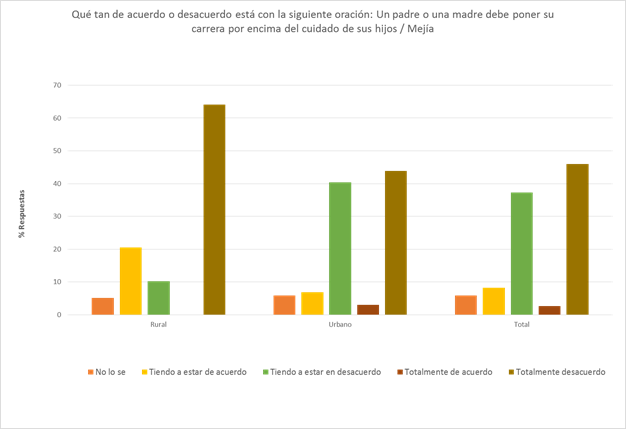 Qué tan de acuerdo o desacuerdo está con la siguiente oración: Un padre o una madre debe poner su
carrera por encima del cuidado de sus hijos / Mejía
70
60
50
40
30
20
10
0
% Respuestas
Rural Urbano Total
No lo se Tiendo a estar de acuerdo Tiendo a estar en desacuerdo Totalmente de acuerdo Totalmente desacuerdo